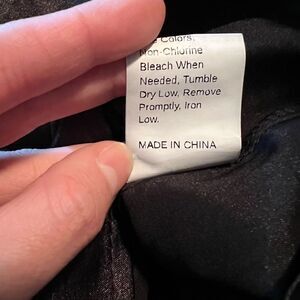 Colors,
Non-Chlorine
Bleach When
Needed, Tumble
Dry Low, Remove
Promptly, Iron
Low.
MADE IN CHINA